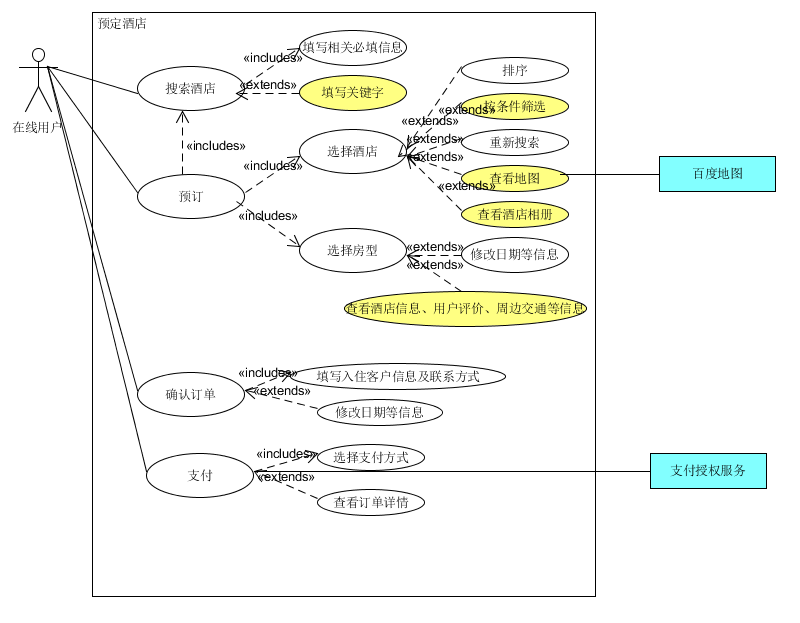 预定酒店
在线用户
搜索酒店
«includes»
填写相关必填信息
«extends»
填写关键字
«includes»
预订
«includes»
选择酒店
«extends»
排序
«extends»
按条件筛选
«extends»
重新搜索
«extends»
查看地图
百度地图
«extends»
查看酒店相册
«includes»
选择房型
«extends»
修改日期等信息
«extends»
查看酒店信息、用户评价、周边交通等信息
确认订单
«includes»
填写入住客户信息及联系方式
«extends»
修改日期等信息
支付
«includes»
选择支付方式
支付授权服务
«extends»
查看订单详情